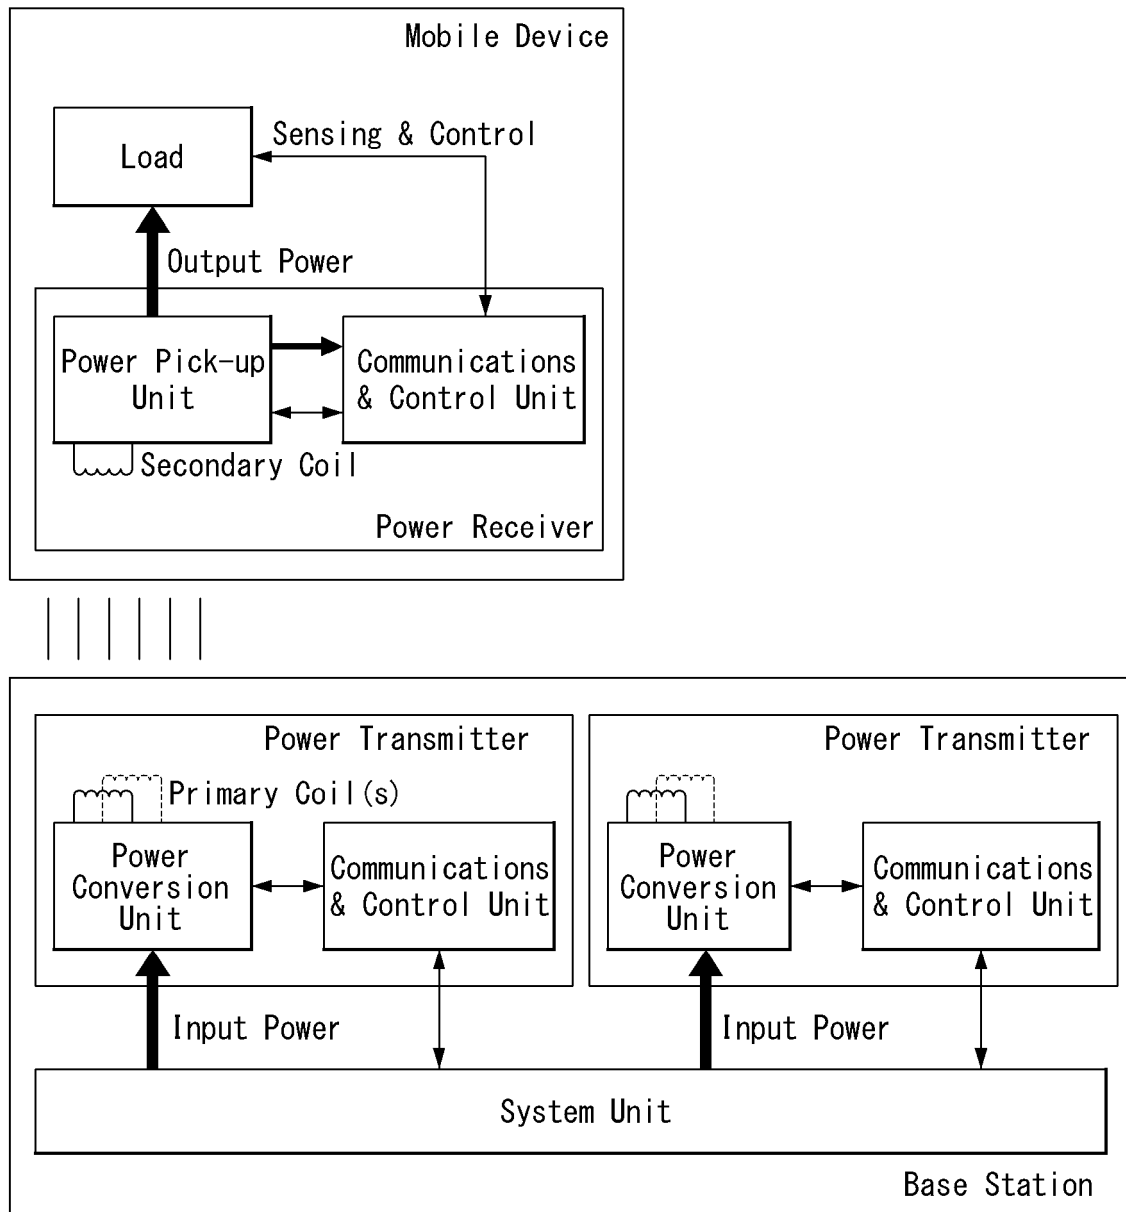 Mobile Device
Load
Sensing & Control
Output Power
Power Pick-up
Unit
Communications
& Control Unit
Secondary Coil
Power Receiver
Power Transmitter
Primary Coil(s)
Power
Conversion
Unit
Communications
& Control Unit
Input Power
Power Transmitter
Power
Conversion
Unit
Communications
& Control Unit
Input Power
System Unit
Base Station